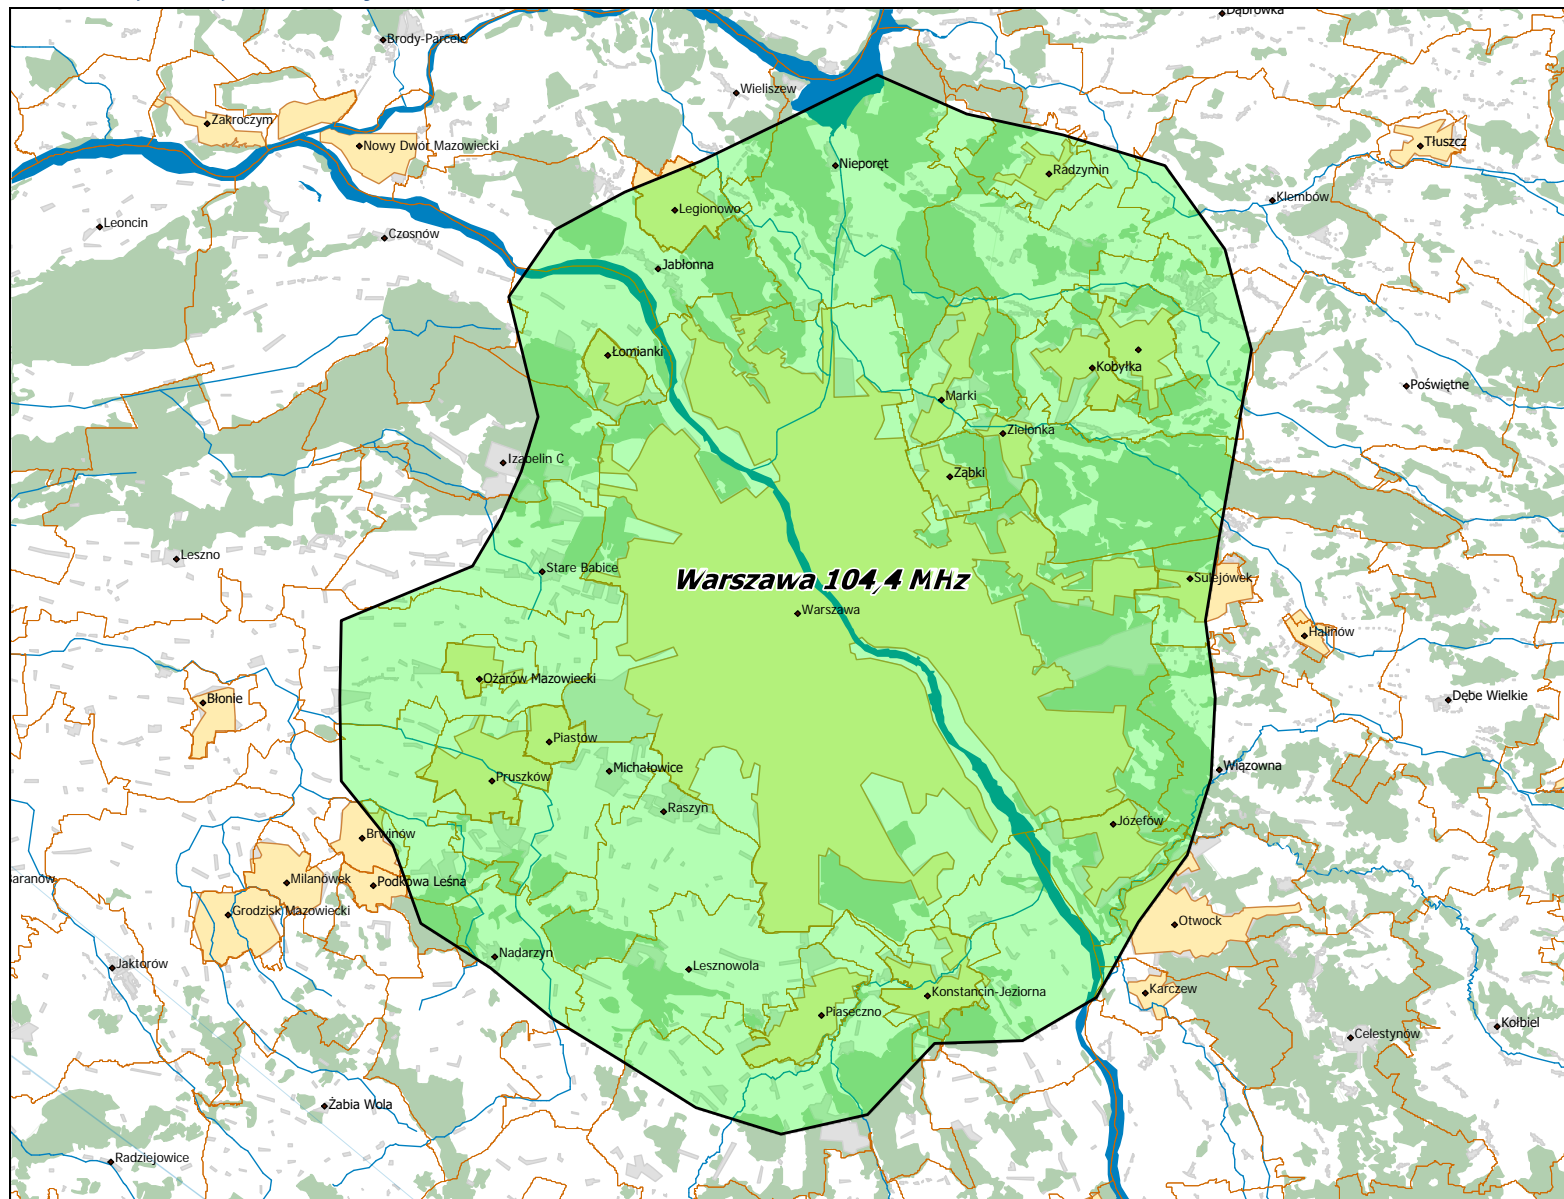 Dąbrówka
Brody-Parcele
Wieliszew
Zakroczym
Nowy Dwór Mazowiecki
Tłuszcz
Nieporęt
Radzymin
Klembów
Legionowo
Leoncin
Czosnów
Jabłonna
Łomianki
Kobyłka
Poświętne
Marki
Zielonka
Izabelin C
Ząbki
Leszno
Stare Babice
Warszawa 104,4 MHz
Sulejówek
Warszawa
Halinów
Ożarów Mazowiecki
Błonie
Dębe Wielkie
Piastów
Michałowice
Wiązowna
Pruszków
Raszyn
Józefów
Brwinów
Baranów
Milanówek
Podkowa Leśna
Grodzisk Mazowiecki
Otwock
Nadarzyn
Jaktorów
Lesznowola
Karczew
Konstancin-Jeziorna
Piaseczno
Kołbiel
Celestynów
Żabia Wola
Radziejowice